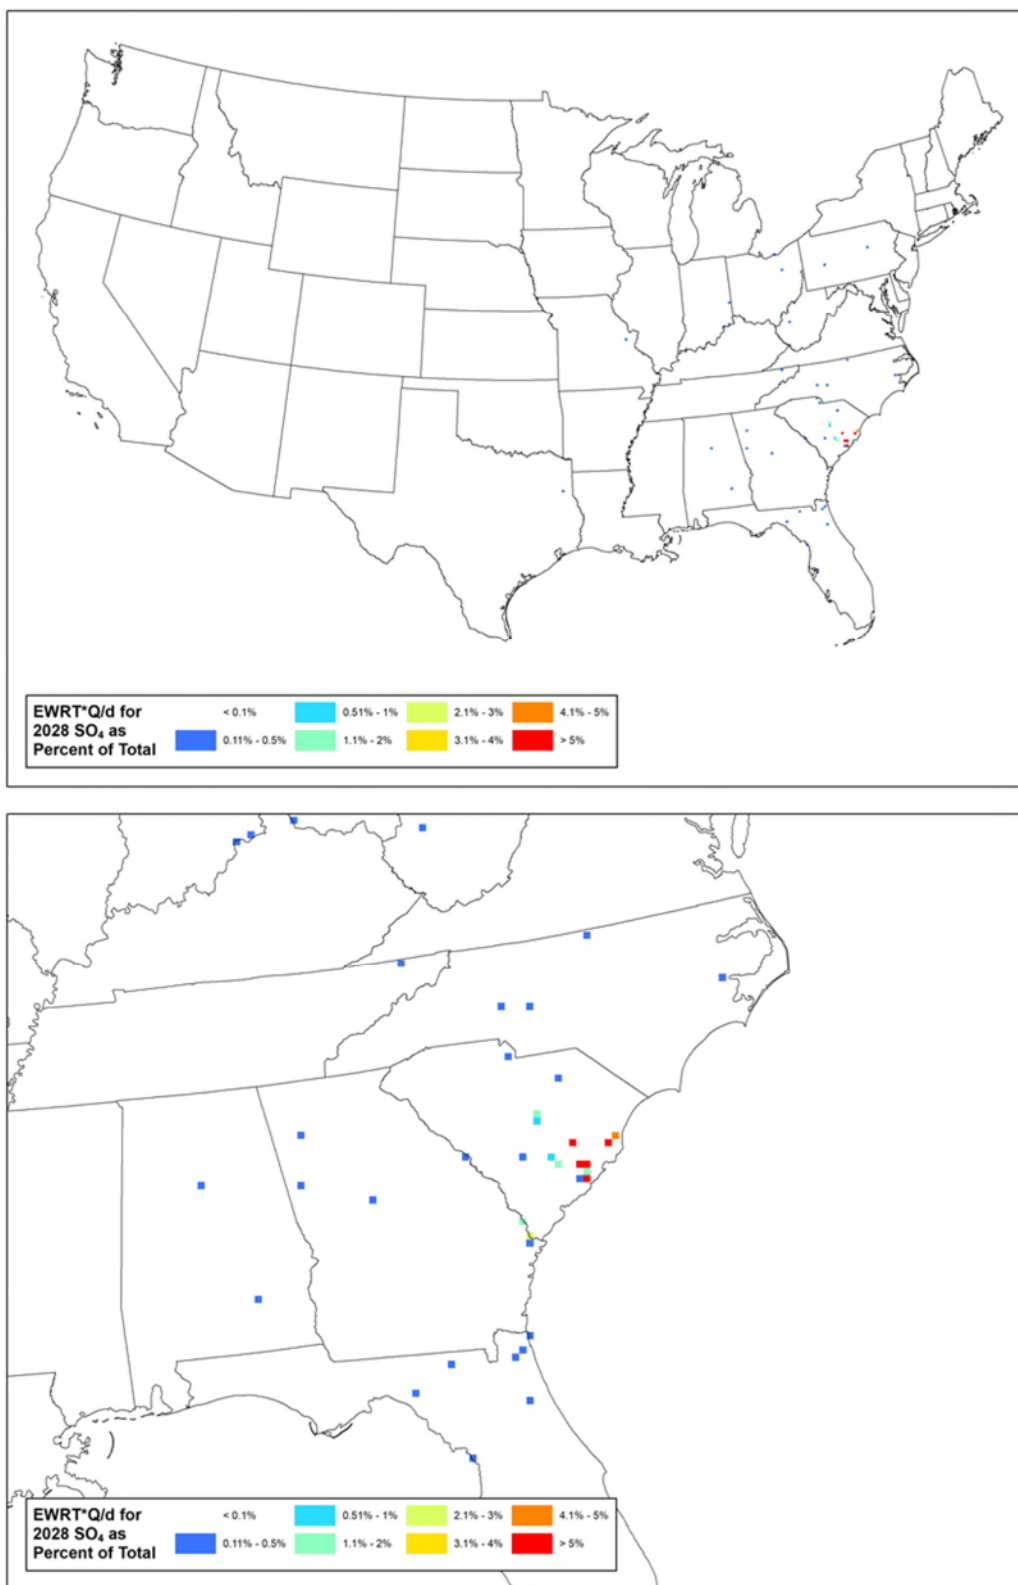 EWRT*Q/d for
2028 SO₄ as
Percent of Total
< 0.1%
0.51% - 1%
2.1% - 3%
4.1% - 5%
0.11% - 0.5%
1.1% - 2%
3.1% - 4%
> 5%
EWRT*Q/d for
2028 SO₄ as
Percent of Total
< 0.1%
0.51% - 1%
2.1% - 3%
4.1% - 5%
0.11% - 0.5%
1.1% - 2%
3.1% - 4%
> 5%